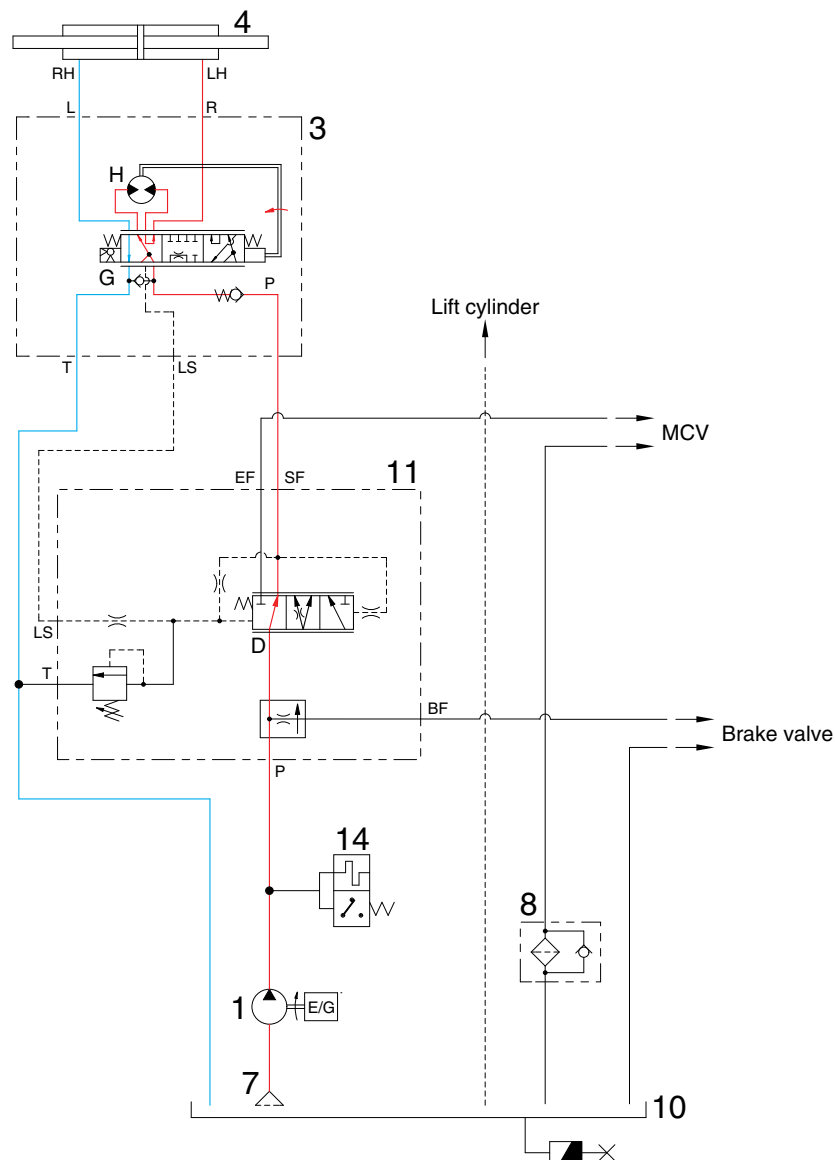 4
RH
LH
L
R
3
H
G
P
Lift cylinder
T
LS
MCV
EF
SF
11
D
LS
T
BF
Brake valve
P
14
8
1
E/G
7
10